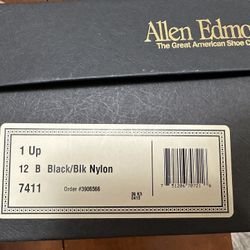 Allen Edmo
The Great American Shoe C
1 Up
12 B Black/Blk Nylon
7411
Order #3906566